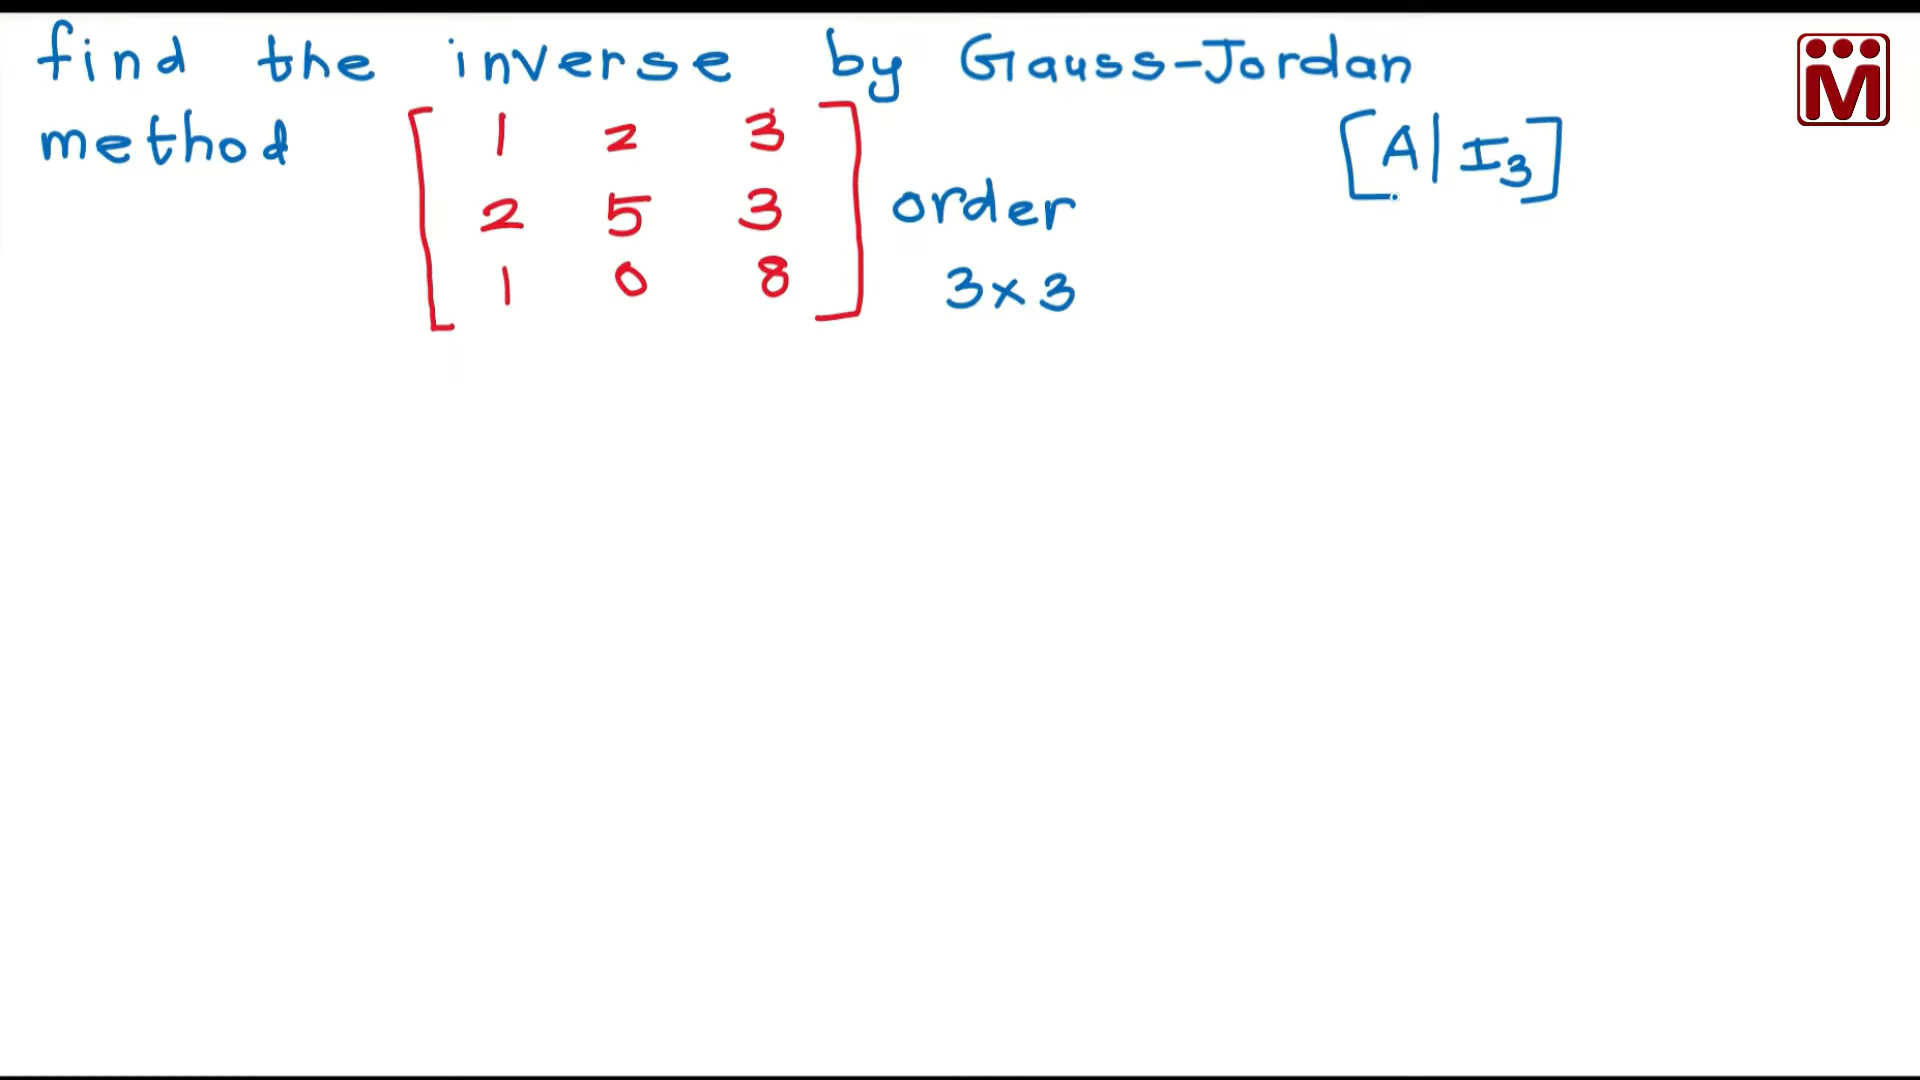 find the inverse by Gauss-Jordan
method [1 2 3
2 5 3
1 0 8] order
3×3
[A|I₃]
M